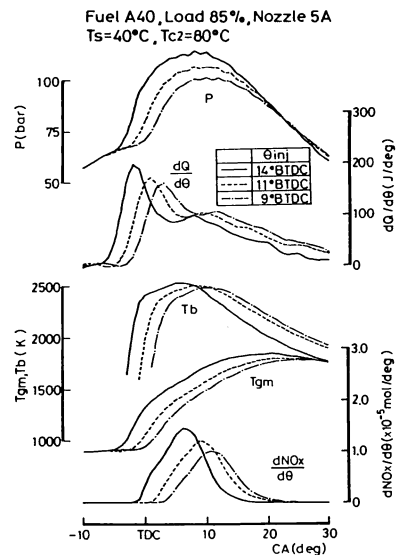 Fuel A40, Load 85%, Nozzle 5A
Ts=40°C, Tc2=80°C
P(bar)
100
75
50
P
300
200
100
0
dQ/dθ (J/deg)
dQ
dθ
θinj
14°BTDC
11°BTDC
9°BTDC
Tgm,Tb(K)
2500
2000
1500
1000
Tb
Tgm
3.0
2.0
1.0
0
dNOx/dθ(x10⁻⁵mol/deg)
dNOx
dθ
-10
TDC
10
20
30
CA(deg)